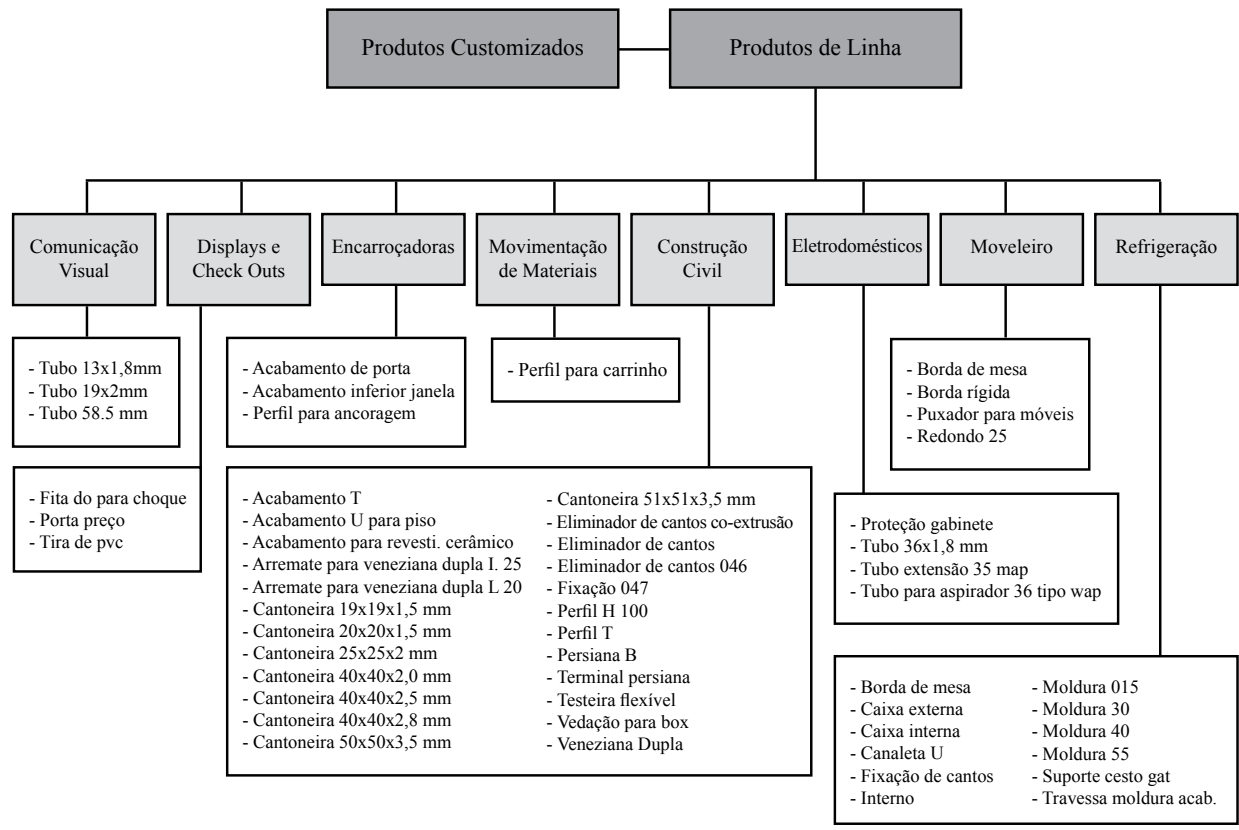 Produtos Customizados
Produtos de Linha
Comunicação
Visual
Displays e
Check Outs
Encarroçadoras
Movimentação
de Materiais
Construção
Civil
Eletrodomésticos
Moveleiro
Refrigeração
- Tubo 13x1,8mm
- Tubo 19x2mm
- Tubo 58.5 mm
- Fita do para choque
- Porta preço
- Tira de pvc
- Acabamento de porta
- Acabamento inferior janela
- Perfil para ancoragem
- Perfil para carrinho
- Acabamento T
- Acabamento U para piso
- Acabamento para revesti. cerâmico
- Arremate para veneziana dupla I. 25
- Arremate para veneziana dupla L 20
- Cantoneira 19x19x1,5 mm
- Cantoneira 20x20x1,5 mm
- Cantoneira 25x25x2 mm
- Cantoneira 40x40x2,0 mm
- Cantoneira 40x40x2,5 mm
- Cantoneira 40x40x2,8 mm
- Cantoneira 50x50x3,5 mm
- Cantoneira 51x51x3,5 mm
- Eliminador de cantos co-extrusão
- Eliminador de cantos
- Eliminador de cantos 046
- Fixação 047
- Perfil H 100
- Perfil T
- Persiana B
- Terminal persiana
- Testeira flexível
- Vedação para box
- Veneziana Dupla
- Proteção gabinete
- Tubo 36x1,8 mm
- Tubo extensão 35 map
- Tubo para aspirador 36 tipo wap
- Borda de mesa
- Borda rígida
- Puxador para móveis
- Redondo 25
- Borda de mesa
- Caixa externa
- Caixa interna
- Canaleta U
- Fixação de cantos
- Interno
- Moldura 015
- Moldura 30
- Moldura 40
- Moldura 55
- Suporte cesto gat
- Travessa moldura acab.